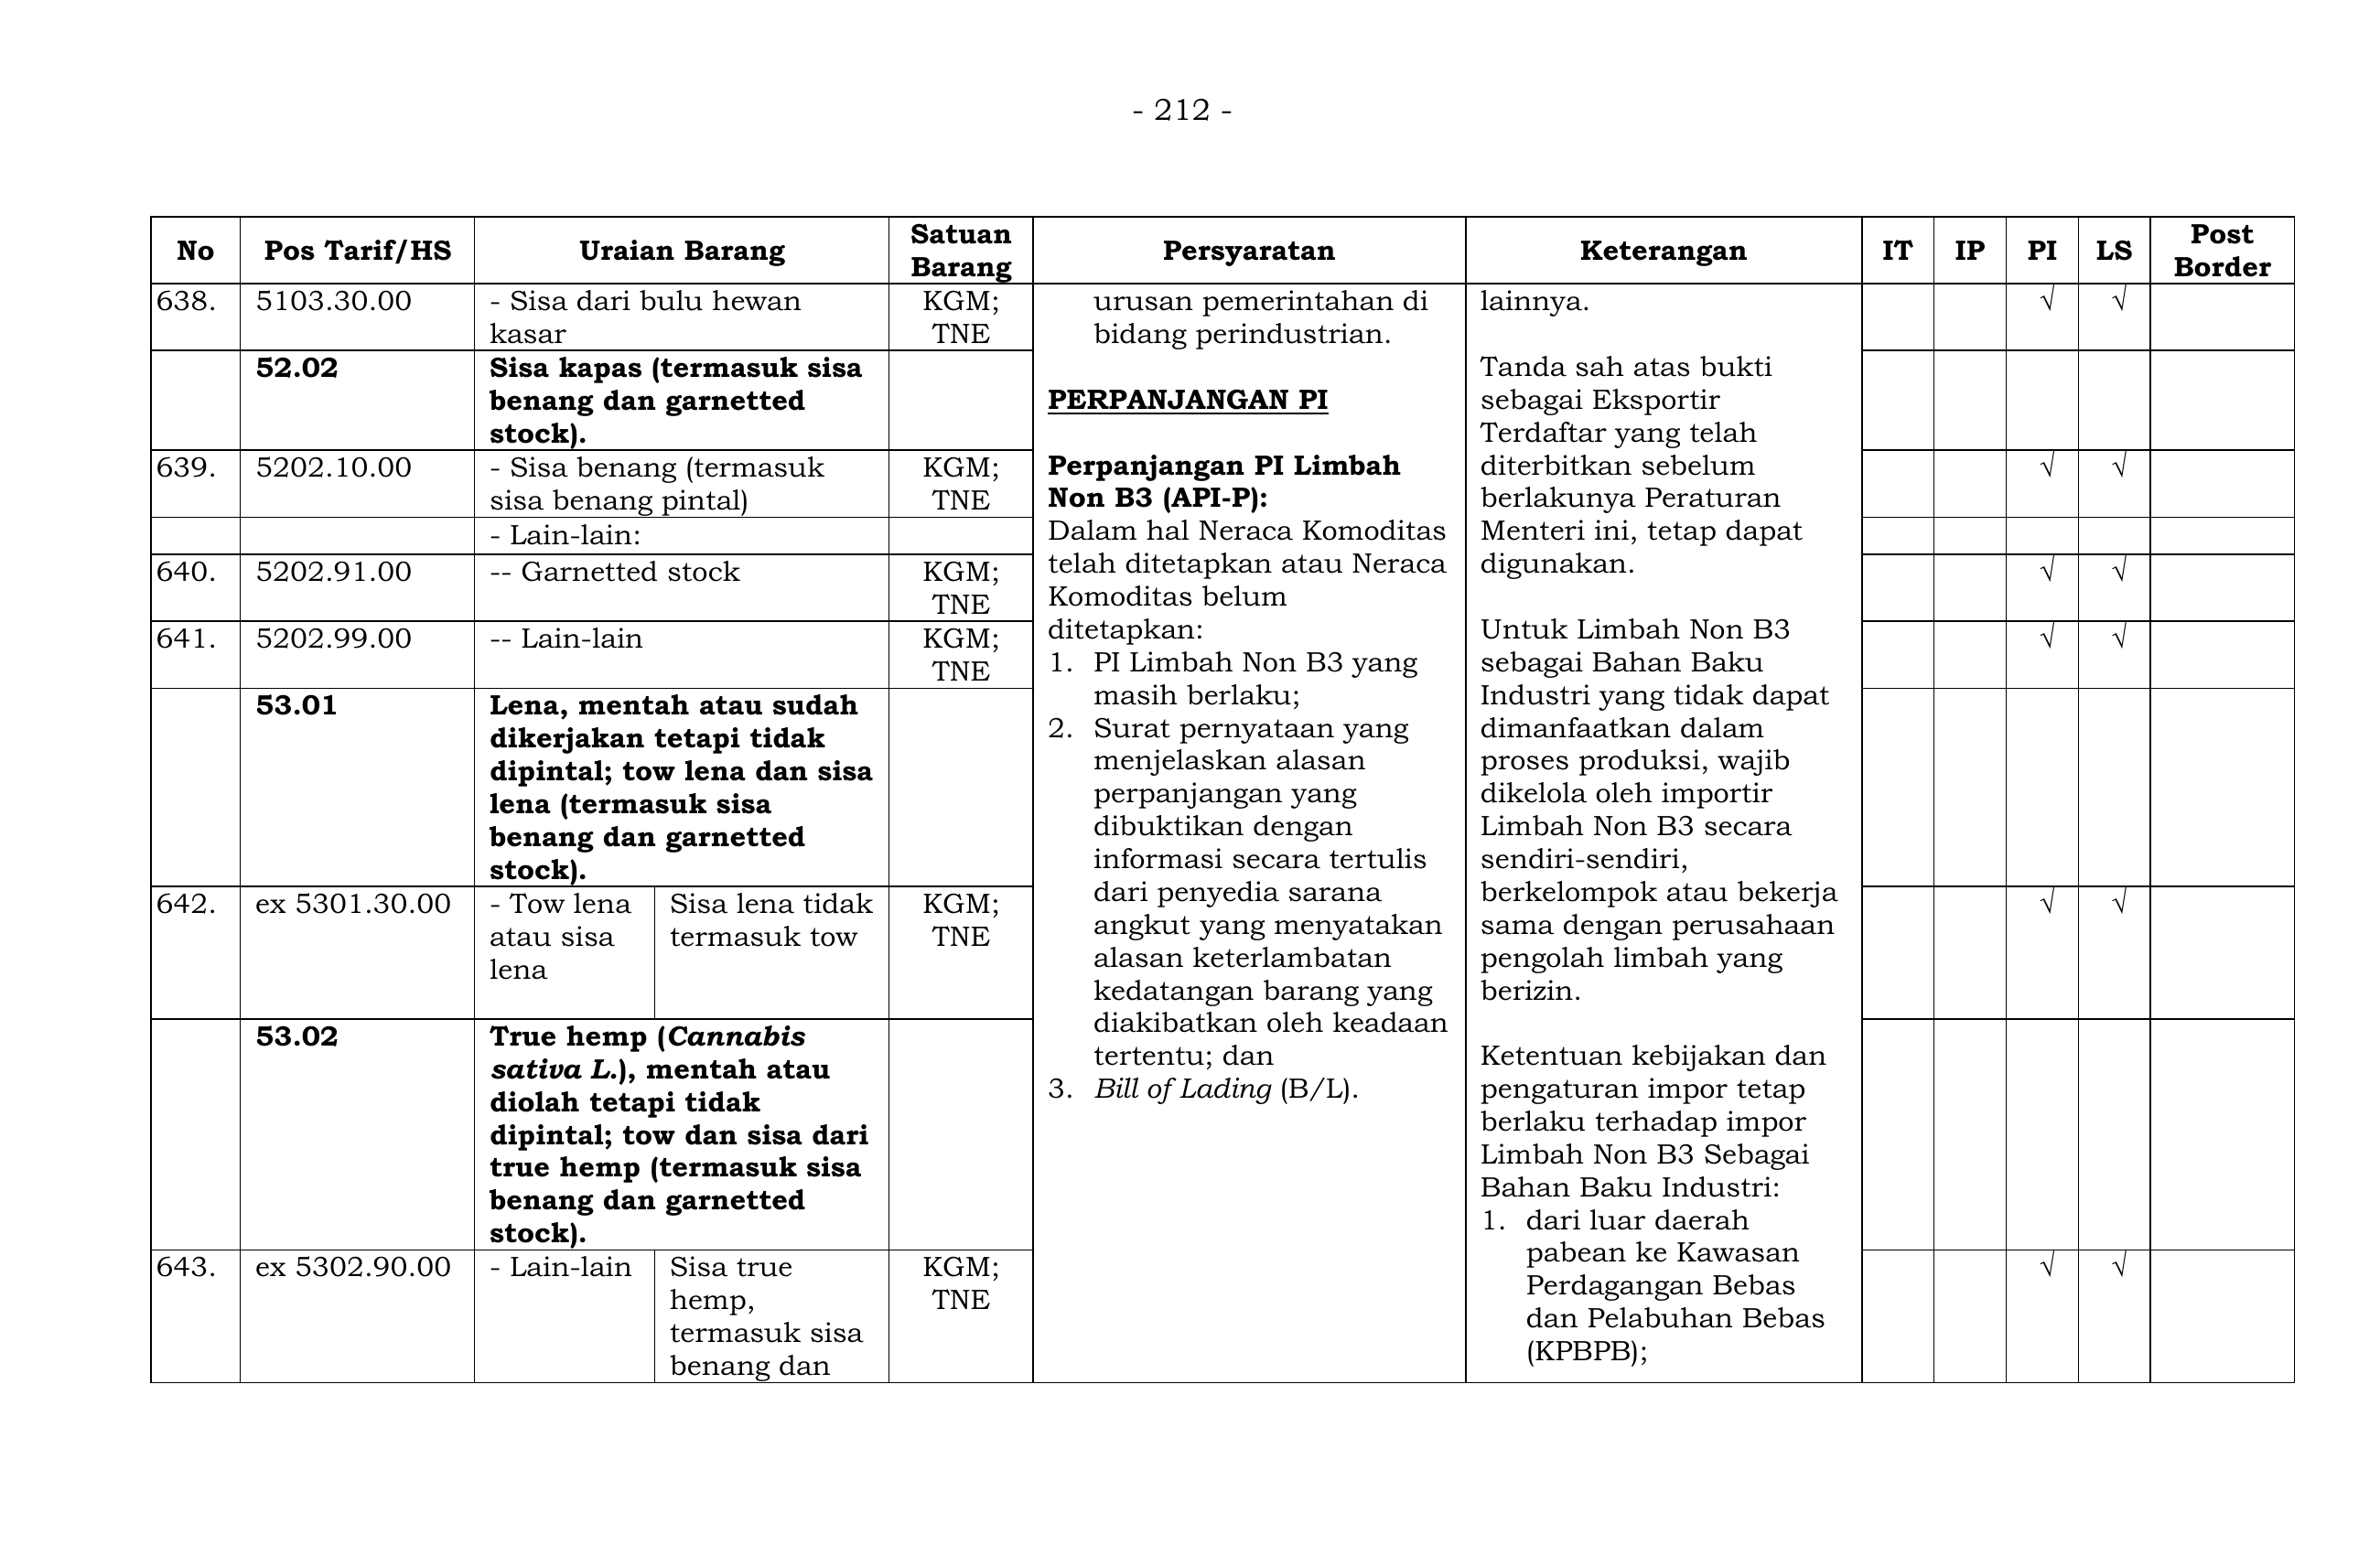 - 212 -
No
Pos Tarif/HS
Uraian Barang
Satuan
Barang
Persyaratan
Keterangan
IT
IP
PI
LS
Post
Border
638.
5103.30.00
- Sisa dari bulu hewan
kasar
KGM;
TNE
√
√
52.02
Sisa kapas (termasuk sisa
benang dan garnetted
stock).
639.
5202.10.00
- Sisa benang (termasuk
sisa benang pintal)
KGM;
TNE
√
√
- Lain-lain:
640.
5202.91.00
-- Garnetted stock
KGM;
TNE
√
√
641.
5202.99.00
-- Lain-lain
KGM;
TNE
√
√
53.01
Lena, mentah atau sudah
dikerjakan tetapi tidak
dipintal; tow lena dan sisa
lena (termasuk sisa
benang dan garnetted
stock).
642.
ex 5301.30.00
- Tow lena
atau sisa
lena
Sisa lena tidak
termasuk tow
KGM;
TNE
√
√
53.02
True hemp (Cannabis
sativa L.), mentah atau
diolah tetapi tidak
dipintal; tow dan sisa dari
true hemp (termasuk sisa
benang dan garnetted
stock).
643.
ex 5302.90.00
- Lain-lain
Sisa true
hemp,
termasuk sisa
benang dan
KGM;
TNE
√
√
urusan pemerintahan di
bidang perindustrian.
PERPANJANGAN PI
Perpanjangan PI Limbah
Non B3 (API-P):
Dalam hal Neraca Komoditas
telah ditetapkan atau Neraca
Komoditas belum
ditetapkan:
1. PI Limbah Non B3 yang
masih berlaku;
2. Surat pernyataan yang
menjelaskan alasan
perpanjangan yang
dibuktikan dengan
informasi secara tertulis
dari penyedia sarana
angkut yang menyatakan
alasan keterlambatan
kedatangan barang yang
diakibatkan oleh keadaan
tertentu; dan
3. Bill of Lading (B/L).
lainnya.
Tanda sah atas bukti
sebagai Eksportir
Terdaftar yang telah
diterbitkan sebelum
berlakunya Peraturan
Menteri ini, tetap dapat
digunakan.
Untuk Limbah Non B3
sebagai Bahan Baku
Industri yang tidak dapat
dimanfaatkan dalam
proses produksi, wajib
dikelola oleh importir
Limbah Non B3 secara
sendiri-sendiri,
berkelompok atau bekerja
sama dengan perusahaan
pengolah limbah yang
berizin.
Ketentuan kebijakan dan
pengaturan impor tetap
berlaku terhadap impor
Limbah Non B3 Sebagai
Bahan Baku Industri:
1. dari luar daerah
pabean ke Kawasan
Perdagangan Bebas
dan Pelabuhan Bebas
(KPBPB);